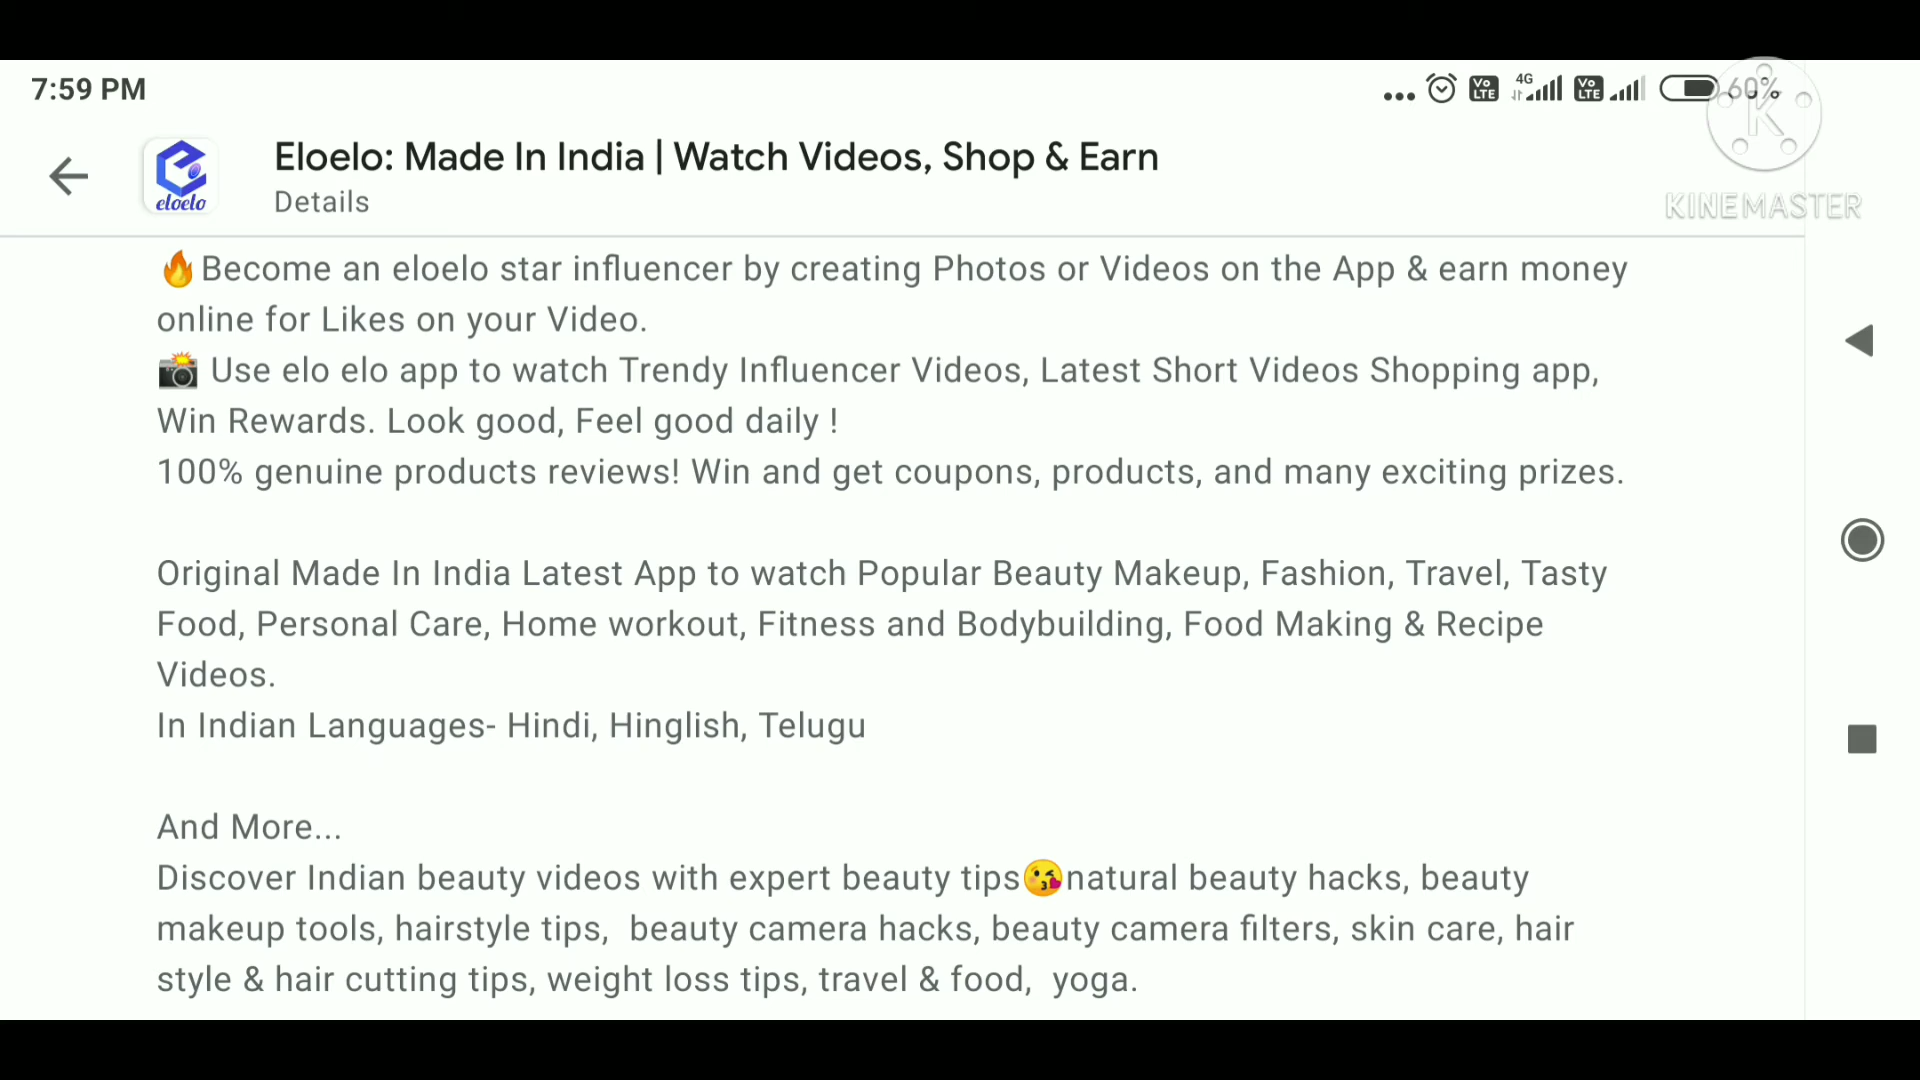 7:59 PM
4G
Vo
LTE
Vo
LTE
60%
K
KINEMASTER
Eloelo: Made In India | Watch Videos, Shop & Earn
Details
eloelo
🔥Become an eloelo star influencer by creating Photos or Videos on the App & earn money
online for Likes on your Video.
📸 Use elo elo app to watch Trendy Influencer Videos, Latest Short Videos Shopping app,
Win Rewards. Look good, Feel good daily !
100% genuine products reviews! Win and get coupons, products, and many exciting prizes.
Original Made In India Latest App to watch Popular Beauty Makeup, Fashion, Travel, Tasty
Food, Personal Care, Home workout, Fitness and Bodybuilding, Food Making & Recipe
Videos.
In Indian Languages- Hindi, Hinglish, Telugu
And More...
Discover Indian beauty videos with expert beauty tips😘natural beauty hacks, beauty
makeup tools, hairstyle tips,  beauty camera hacks, beauty camera filters, skin care, hair
style & hair cutting tips, weight loss tips, travel & food,  yoga.